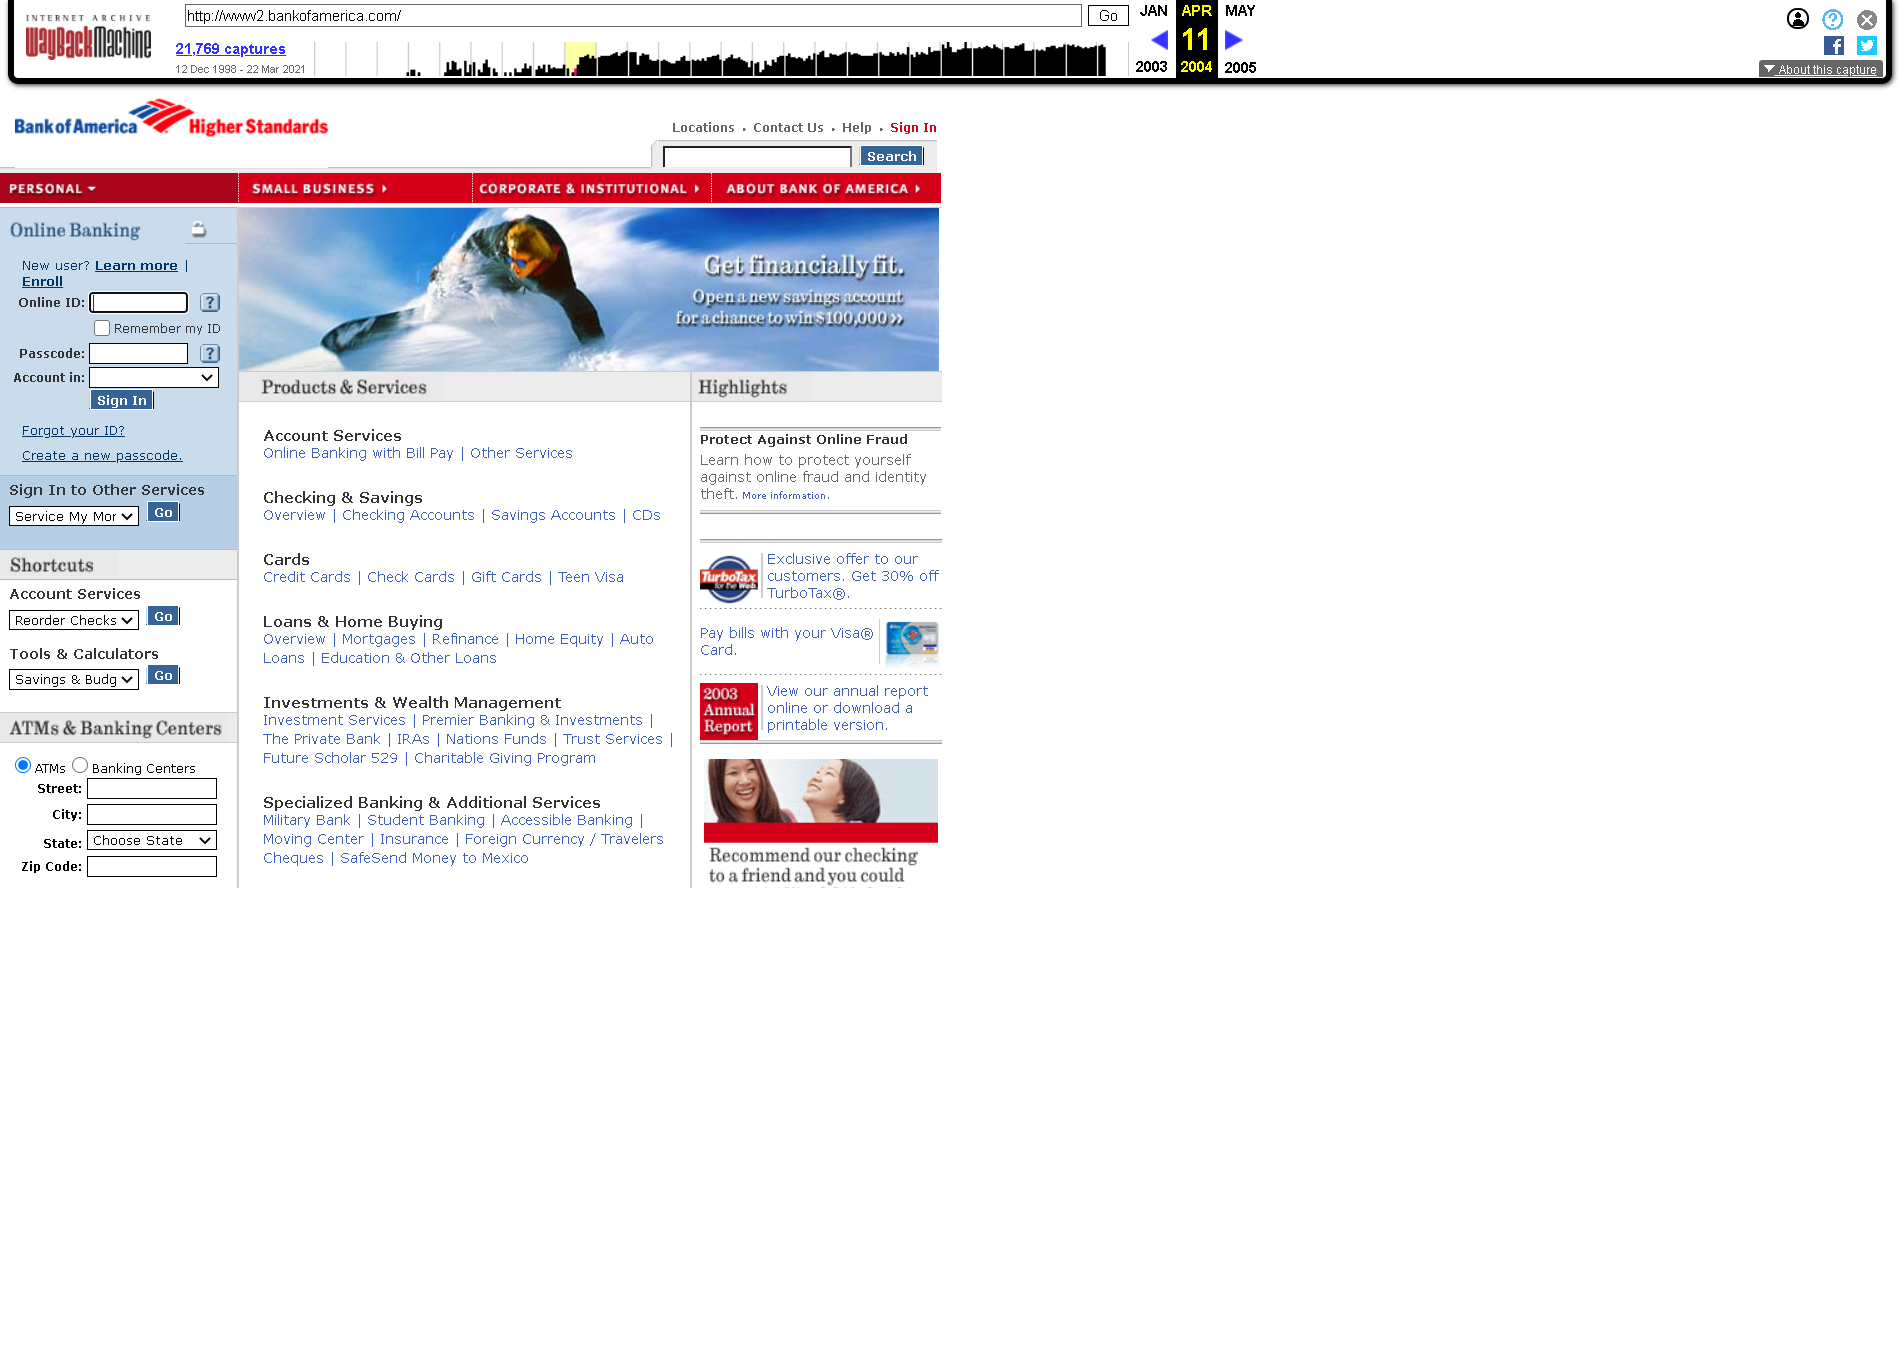 INTERNET ARCHIVE
WayBackMachine
http://www2.bankofamerica.com/
Go
JAN
APR
MAY
21,769 captures
11
12 Dec 1998 - 22 Mar 2021
2003
2004
2005
About this capture
Bank of America Higher Standards
Locations • Contact Us • Help • Sign In
Search
PERSONAL
SMALL BUSINESS
CORPORATE & INSTITUTIONAL
ABOUT BANK OF AMERICA
Online Banking
New user? Learn more |
Enroll
Online ID:
?
Remember my ID
Passcode:
?
Account in:
Sign In
Forgot your ID?
Create a new passcode.
Sign In to Other Services
Service My Mor
Go
Shortcuts
Account Services
Reorder Checks
Go
Tools & Calculators
Savings & Budg
Go
ATMs & Banking Centers
ATMs
Banking Centers
Street:
City:
State:
Choose State
Zip Code:
Get financially fit.
Open a new savings account
for a chance to win $100,000 »
Products & Services
Account Services
Online Banking with Bill Pay | Other Services
Checking & Savings
Overview | Checking Accounts | Savings Accounts | CDs
Cards
Credit Cards | Check Cards | Gift Cards | Teen Visa
Loans & Home Buying
Overview | Mortgages | Refinance | Home Equity | Auto
Loans | Education & Other Loans
Investments & Wealth Management
Investment Services | Premier Banking & Investments |
The Private Bank | IRAs | Nations Funds | Trust Services |
Future Scholar 529 | Charitable Giving Program
Specialized Banking & Additional Services
Military Bank | Student Banking | Accessible Banking |
Moving Center | Insurance | Foreign Currency / Travelers
Cheques | SafeSend Money to Mexico
Highlights
Protect Against Online Fraud
Learn how to protect yourself
against online fraud and identity
theft. More information.
TurboTax
for the Web
Exclusive offer to our
customers. Get 30% off
TurboTax®.
Pay bills with your Visa®
Card.
2003
Annual
Report
View our annual report
online or download a
printable version.
Recommend our checking
to a friend and you could